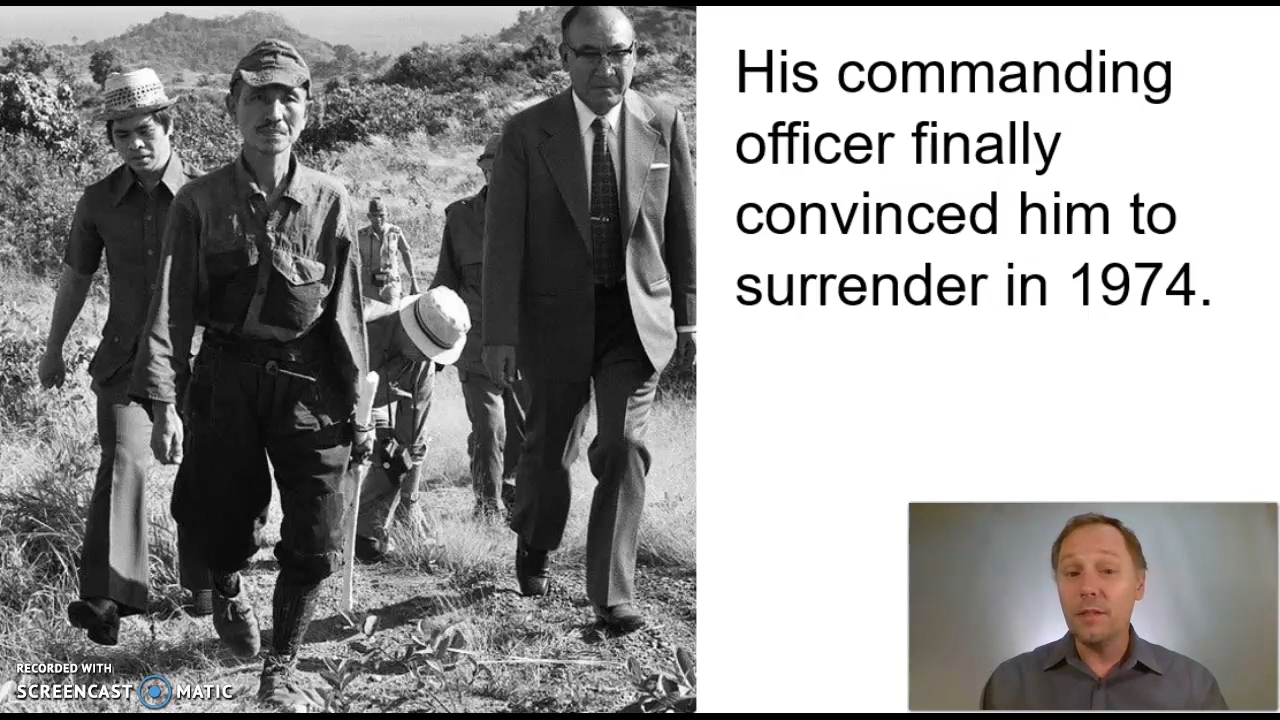 His commanding
officer finally
convinced him to
surrender in 1974.
RECORDED WITH
SCREENCAST MATIC